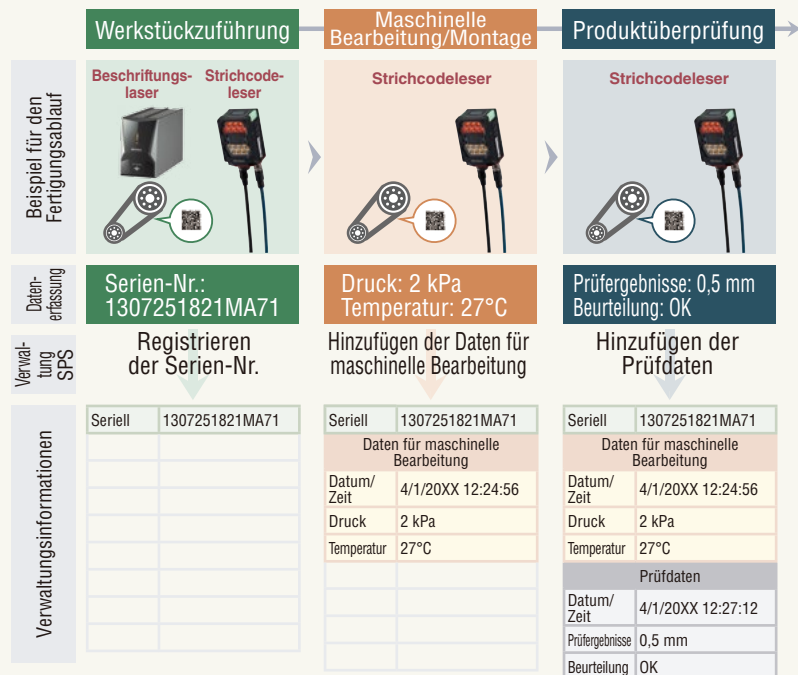 Werkstückzuführung
Maschinelle
Bearbeitung/Montage
Produktüberprüfung
Beispiel für den
Fertigungsablauf
Beschriftungs-
laser
Strichcode-
leser
Strichcodeleser
Strichcodeleser
Daten-
erfassung
Serien-Nr.:
1307251821MA71
Druck: 2 kPa
Temperatur: 27°C
Prüfergebnisse: 0,5 mm
Beurteilung: OK
Verwal-
tung
SPS
Registrieren
der Serien-Nr.
Hinzufügen der Daten für
maschinelle Bearbeitung
Hinzufügen der
Prüfdaten
Verwaltungsinformationen
Seriell 1307251821MA71
Seriell 1307251821MA71
Daten für maschinelle
Bearbeitung
Datum/
Zeit 4/1/20XX 12:24:56
Druck 2 kPa
Temperatur 27°C
Seriell 1307251821MA71
Daten für maschinelle
Bearbeitung
Datum/
Zeit 4/1/20XX 12:24:56
Druck 2 kPa
Temperatur 27°C
Prüfdaten
Datum/
Zeit 4/1/20XX 12:27:12
Prüfergebnisse 0,5 mm
Beurteilung OK